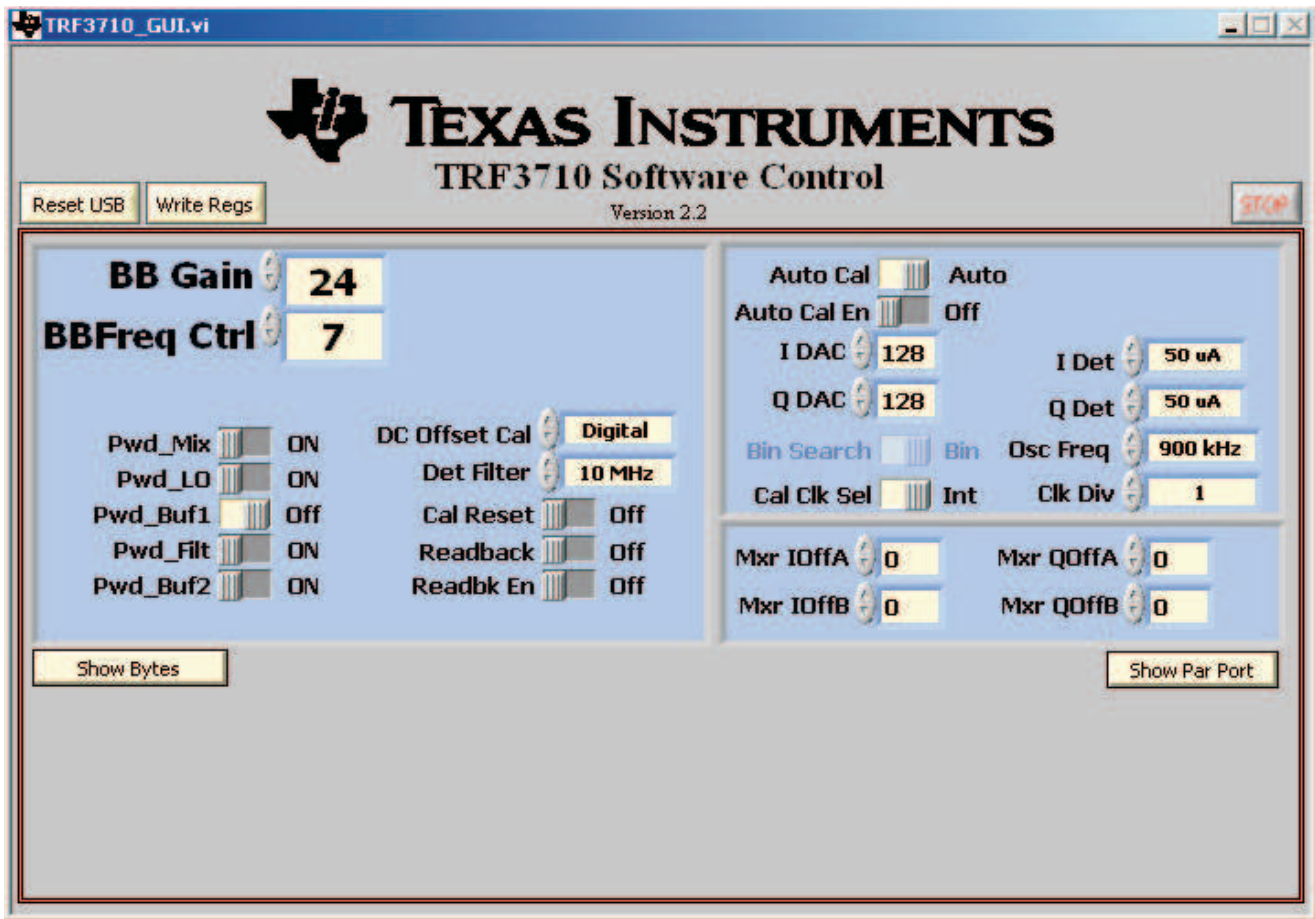 TRF3710_GUI.vi
TEXAS INSTRUMENTS
TRF3710 Software Control
Version 2.2
Reset USB
Write Regs
STOP
BB Gain 24
BBFreq Ctrl 7
Pwd_Mix ON
Pwd_LO ON
Pwd_Buf1 Off
Pwd_Filt ON
Pwd_Buf2 ON
DC Offset Cal Digital
Det Filter 10 MHz
Cal Reset Off
Readback Off
Readbk En Off
Auto Cal Auto
Auto Cal En Off
I DAC 128
Q DAC 128
Bin Search Bin
Cal Clk Sel Int
I Det 50 uA
Q Det 50 uA
Osc Freq 900 kHz
Clk Div 1
Mxr IOffA 0
Mxr QOffA 0
Mxr IOffB 0
Mxr QOffB 0
Show Bytes
Show Par Port